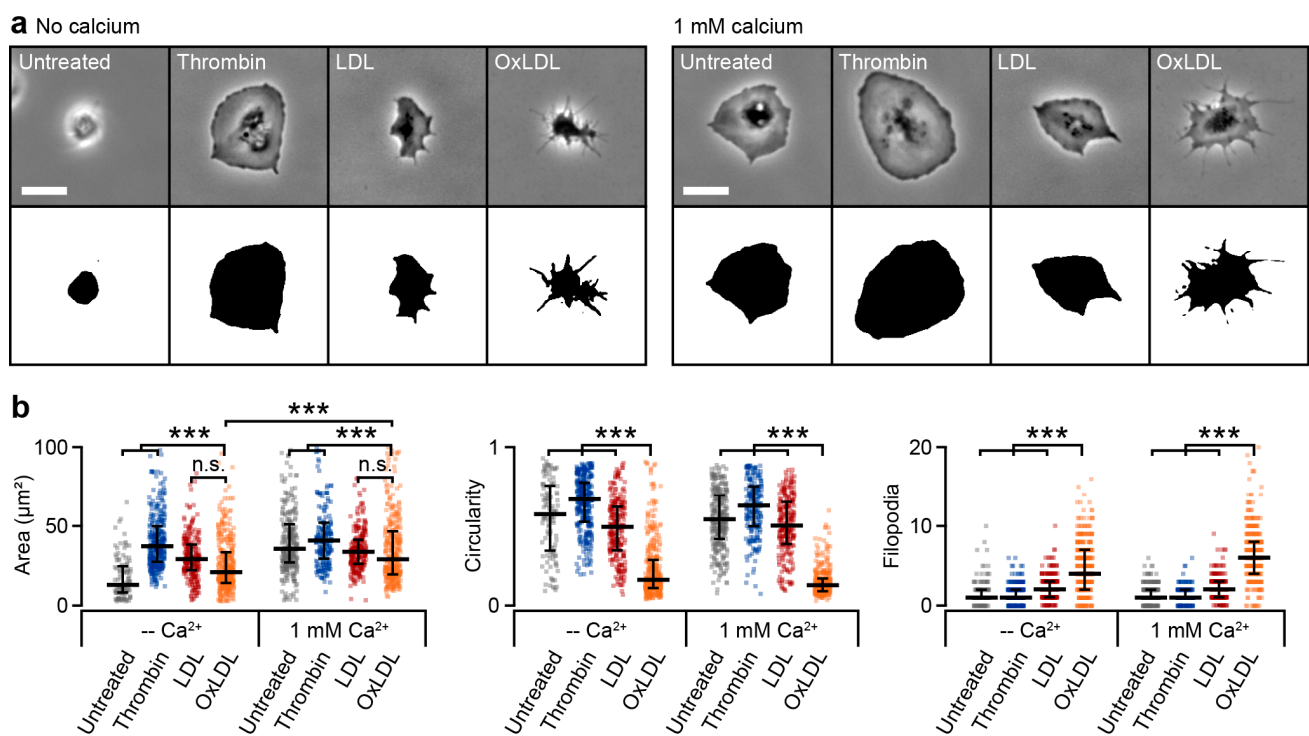 a No calcium
1 mM calcium
Untreated
Thrombin
LDL
OxLDL
Untreated
Thrombin
LDL
OxLDL
b
***
***
***
n.s.
n.s.
Area (µm²)
100
50
0
-- Ca²⁺
1 mM Ca²⁺
Untreated
Thrombin
LDL
OxLDL
Untreated
Thrombin
LDL
OxLDL
***
***
Circularity
1
0
-- Ca²⁺
1 mM Ca²⁺
Untreated
Thrombin
LDL
OxLDL
Untreated
Thrombin
LDL
OxLDL
***
***
Filopodia
20
10
0
-- Ca²⁺
1 mM Ca²⁺
Untreated
Thrombin
LDL
OxLDL
Untreated
Thrombin
LDL
OxLDL